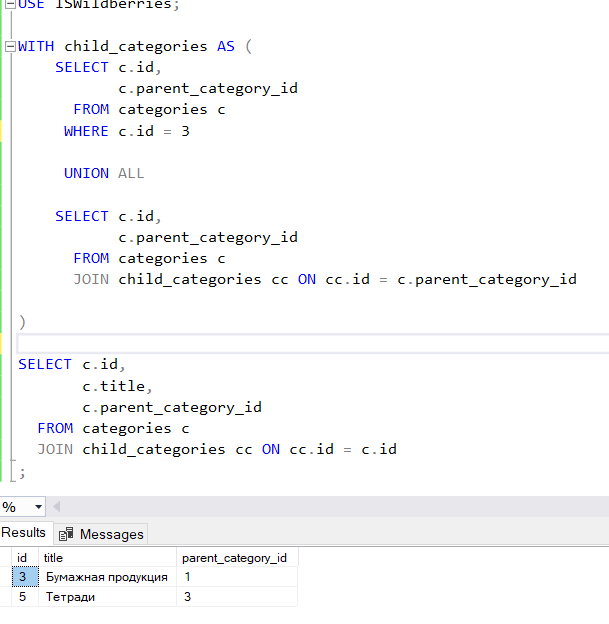 USE ISWildberries;
WITH child_categories AS (
SELECT c.id,
c.parent_category_id
FROM categories c
WHERE c.id = 3
UNION ALL
SELECT c.id,
c.parent_category_id
FROM categories c
JOIN child_categories cc ON cc.id = c.parent_category_id
)
SELECT c.id,
c.title,
c.parent_category_id
FROM categories c
JOIN child_categories cc ON cc.id = c.id
;
%
Results Messages
id title parent_category_id
3 Бумажная продукция 1
5 Тетради 3